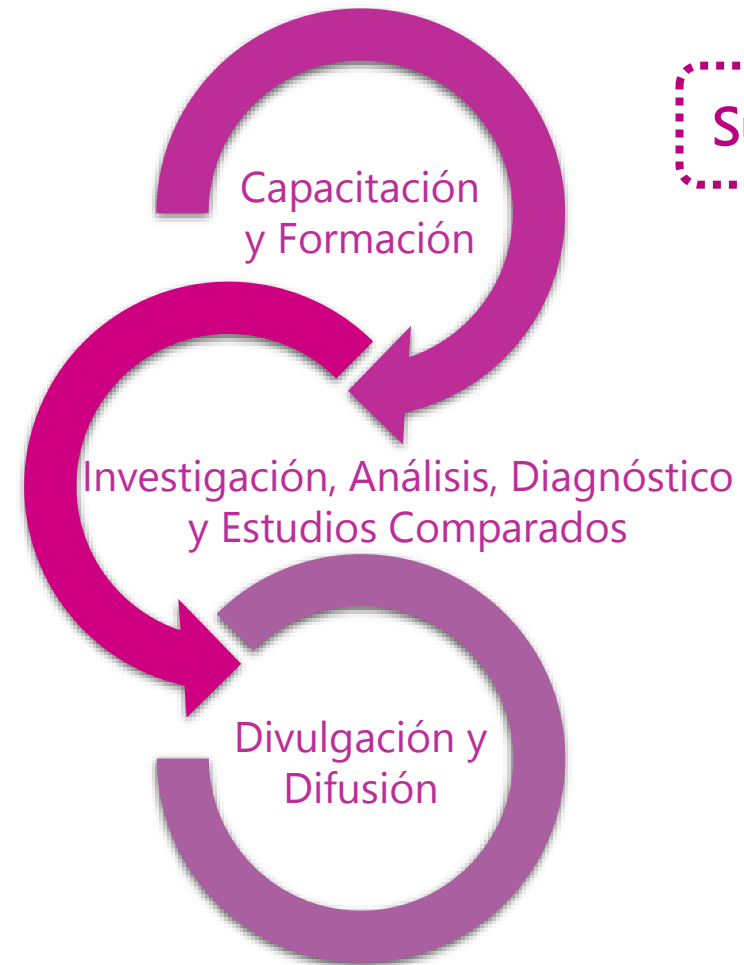 Capacitación
y Formación
Investigación, Análisis, Diagnóstico
y Estudios Comparados
Divulgación y
Difusión